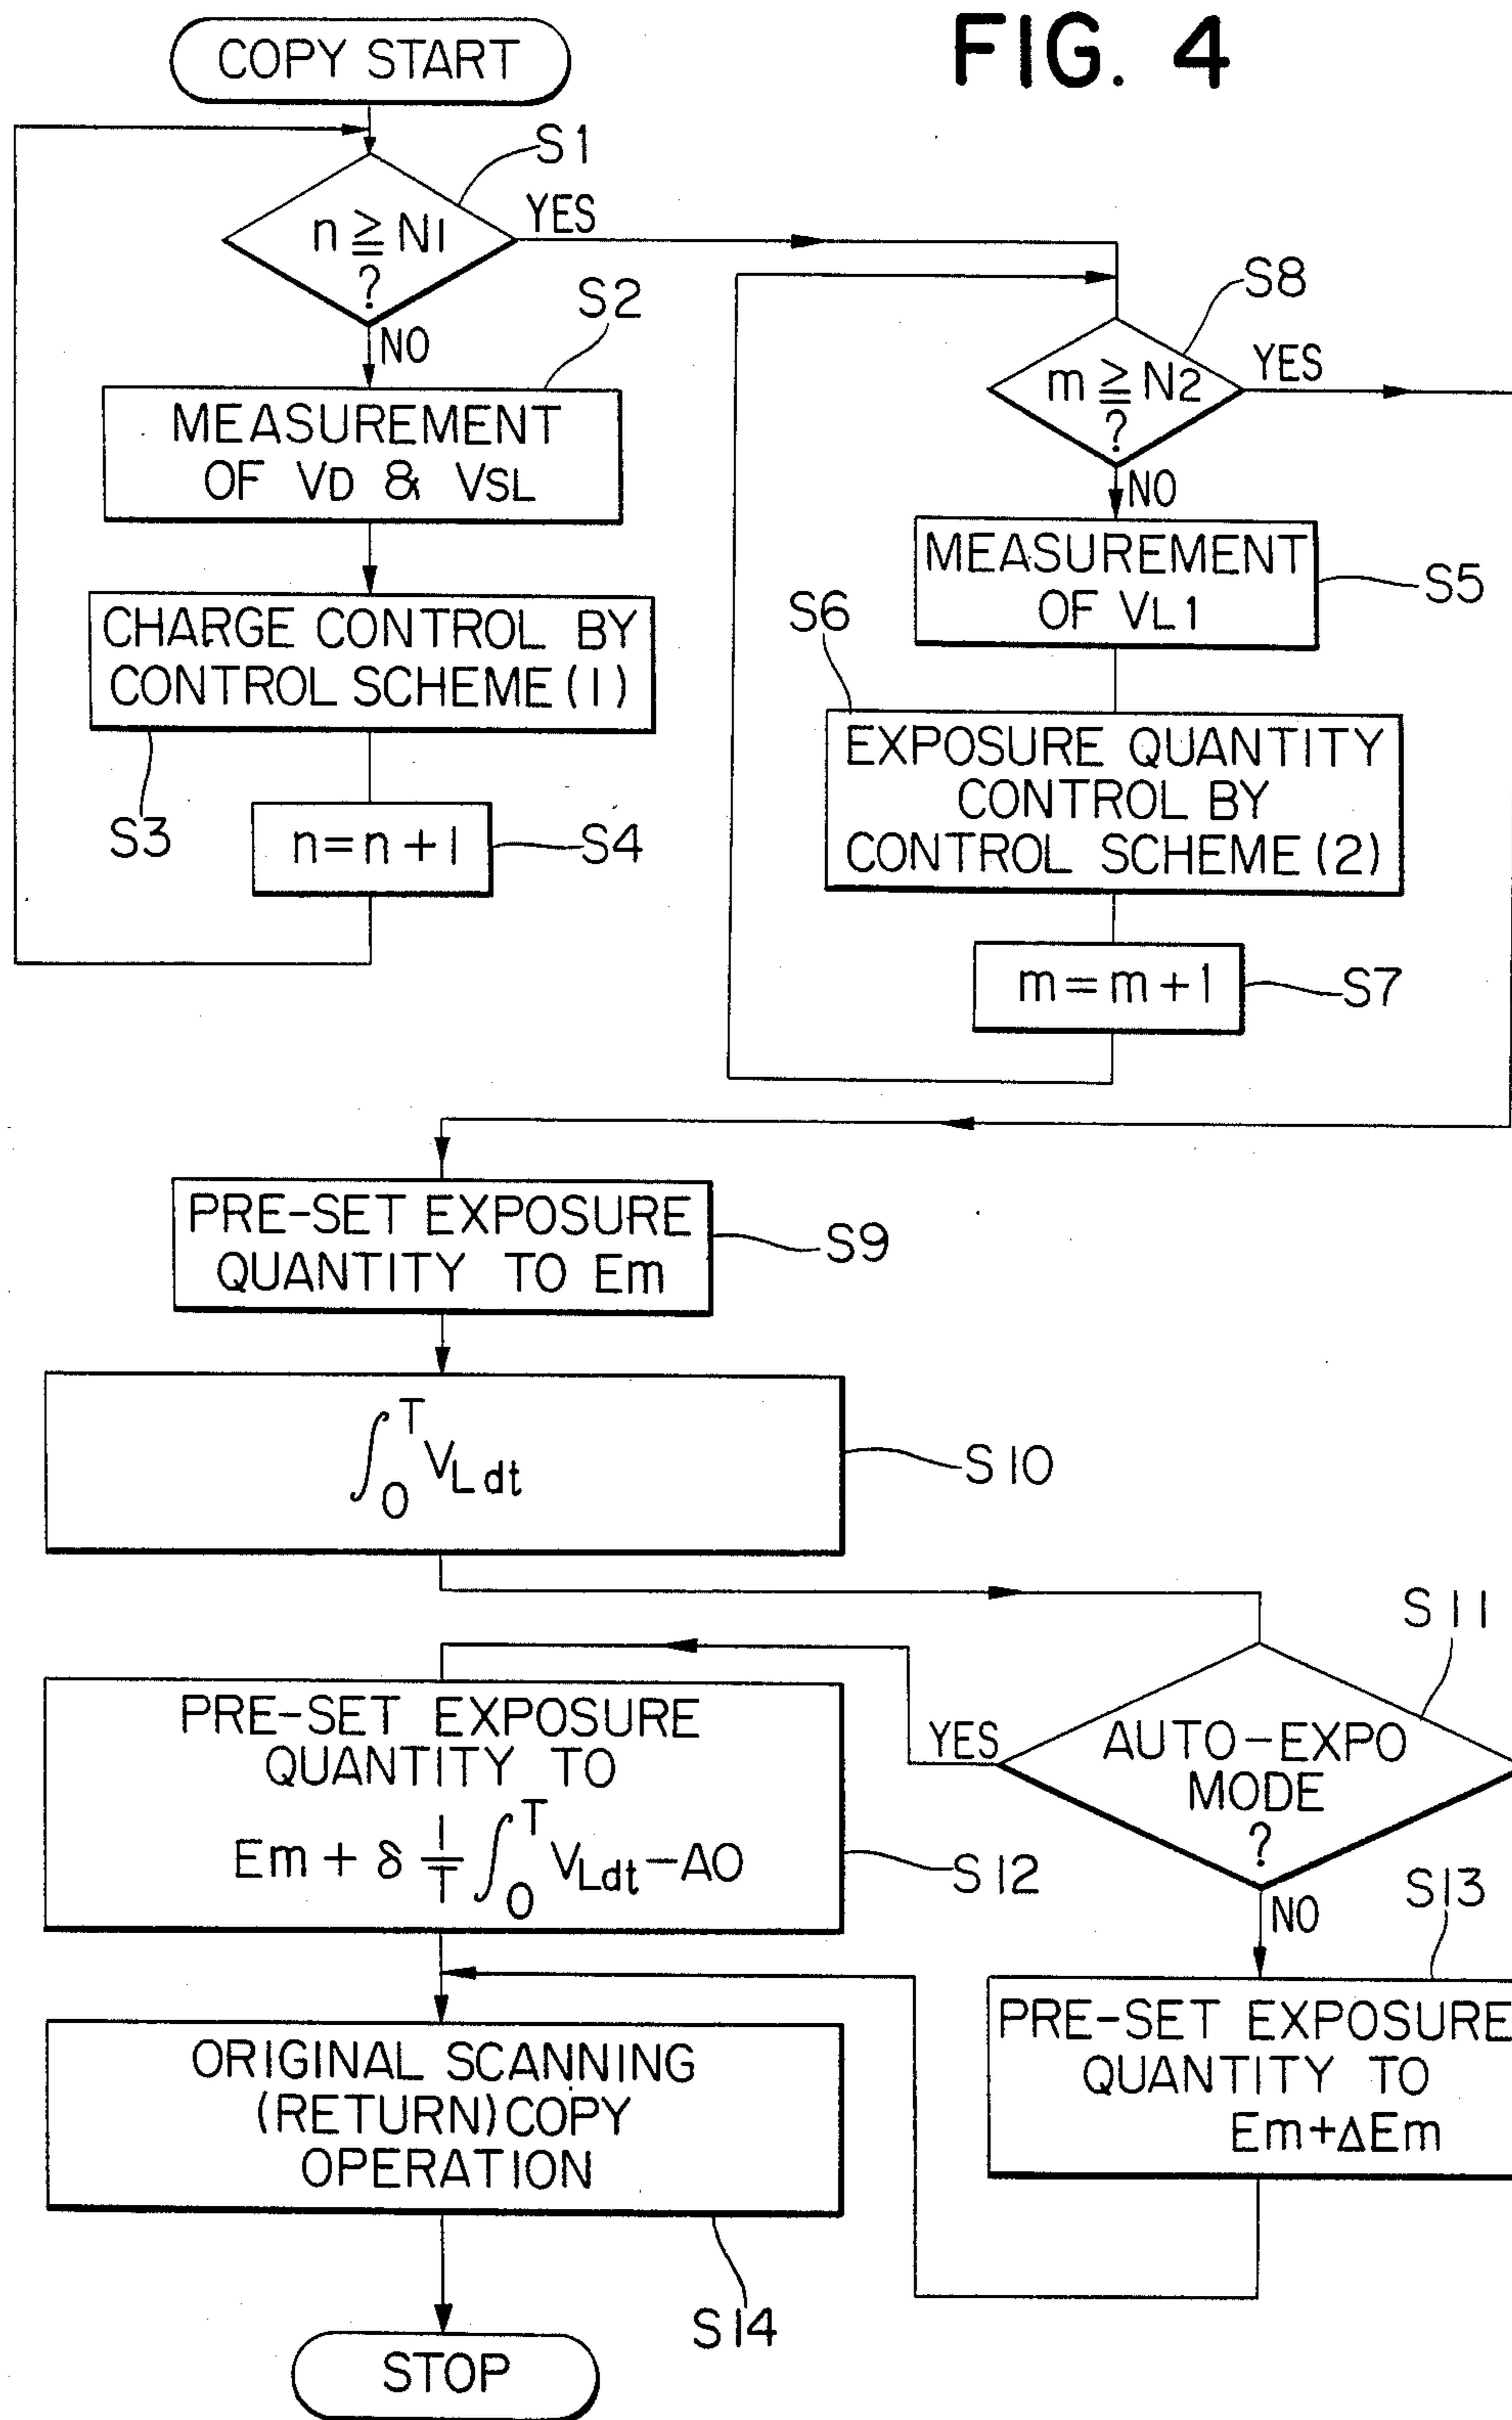 FIG. 4
COPY START
S1
n ≧ N1
?
YES
NO
S2
MEASUREMENT
OF VD & VSL
CHARGE CONTROL BY
CONTROL SCHEME (1)
S3
n=n+1
S4
S8
m ≧ N2
?
YES
NO
MEASUREMENT
OF VL1
S5
S6
EXPOSURE QUANTITY
CONTROL BY
CONTROL SCHEME (2)
m=m+1
S7
PRE-SET EXPOSURE
QUANTITY TO Em
S9
∫₀ᵀ VLdt
S10
S11
AUTO-EXPO
MODE
?
YES
NO
PRE-SET EXPOSURE
QUANTITY TO
Em + δ 1/T ∫₀ᵀ VLdt - AO
S12
S13
PRE-SET EXPOSURE
QUANTITY TO
Em+ΔEm
ORIGINAL SCANNING
(RETURN) COPY
OPERATION
S14
STOP